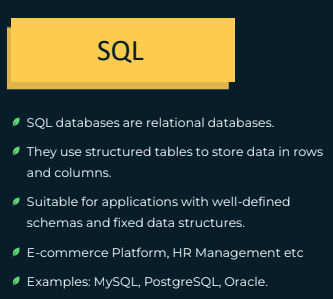 SQL
SQL databases are relational databases.
They use structured tables to store data in rows
and columns.
Suitable for applications with well-defined
schemas and fixed data structures.
E-commerce Platform, HR Management etc
Examples: MySQL, PostgreSQL, Oracle.